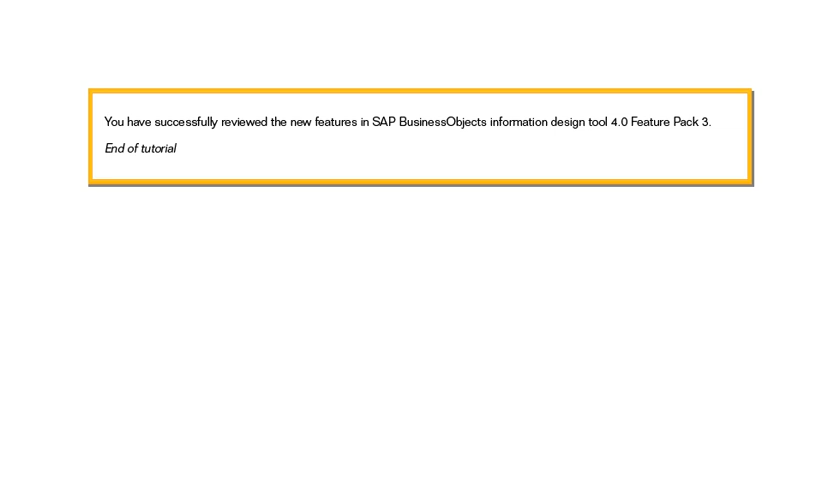 You have successfully reviewed the new features in SAP BusinessObjects information design tool 4.0 Feature Pack 3.
End of tutorial